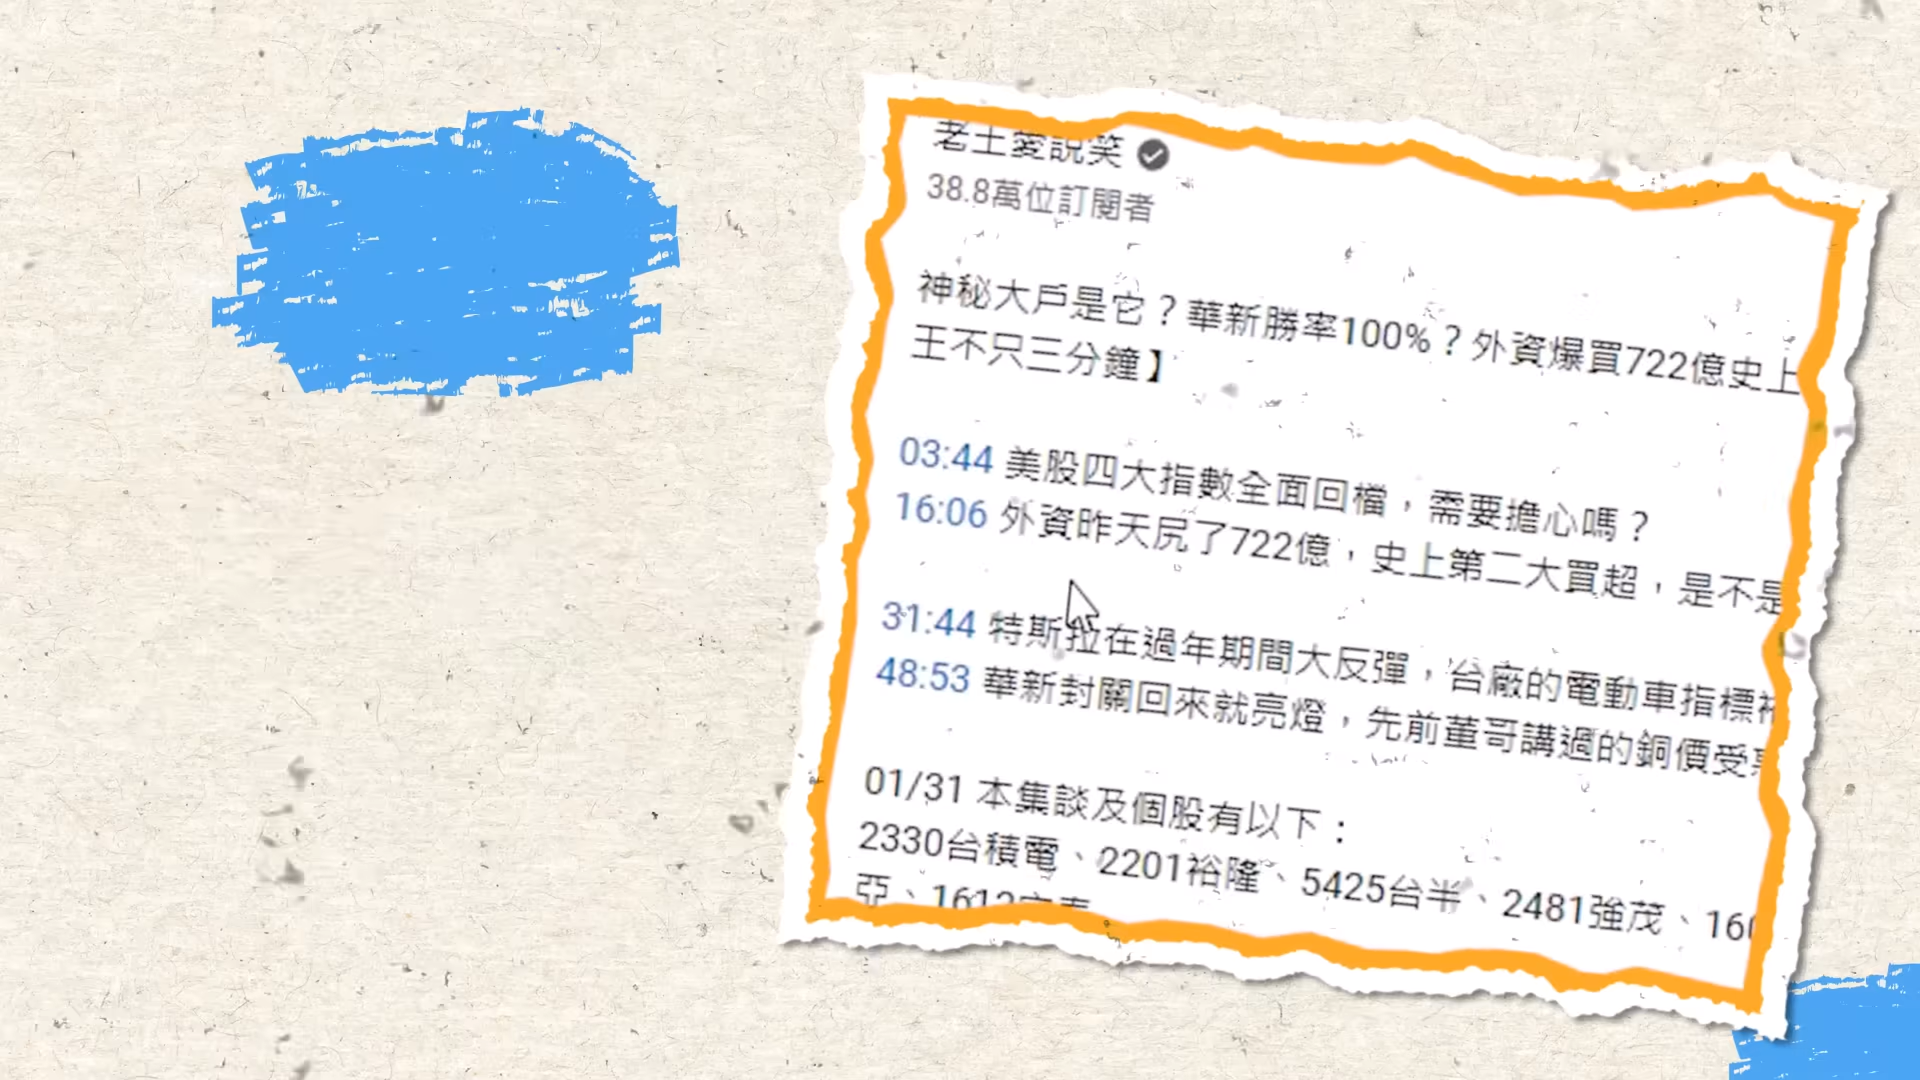 老王愛說笑
38.8萬位訂閱者
神秘大戶是它？華新勝率100%？外資爆買722億史上
王不只三分鐘】
03:44 美股四大指數全面回檔，需要擔心嗎？
16:06 外資昨天尻了722億，史上第二大買超，是不是
31:44 特斯拉在過年期間大反彈，台廠的電動車指標
48:53 華新封關回來就亮燈，先前董哥講過的銅價受
01/31 本集談及個股有以下：
2330台積電、2201裕隆、5425台半、2481強茂、160
亞、1612